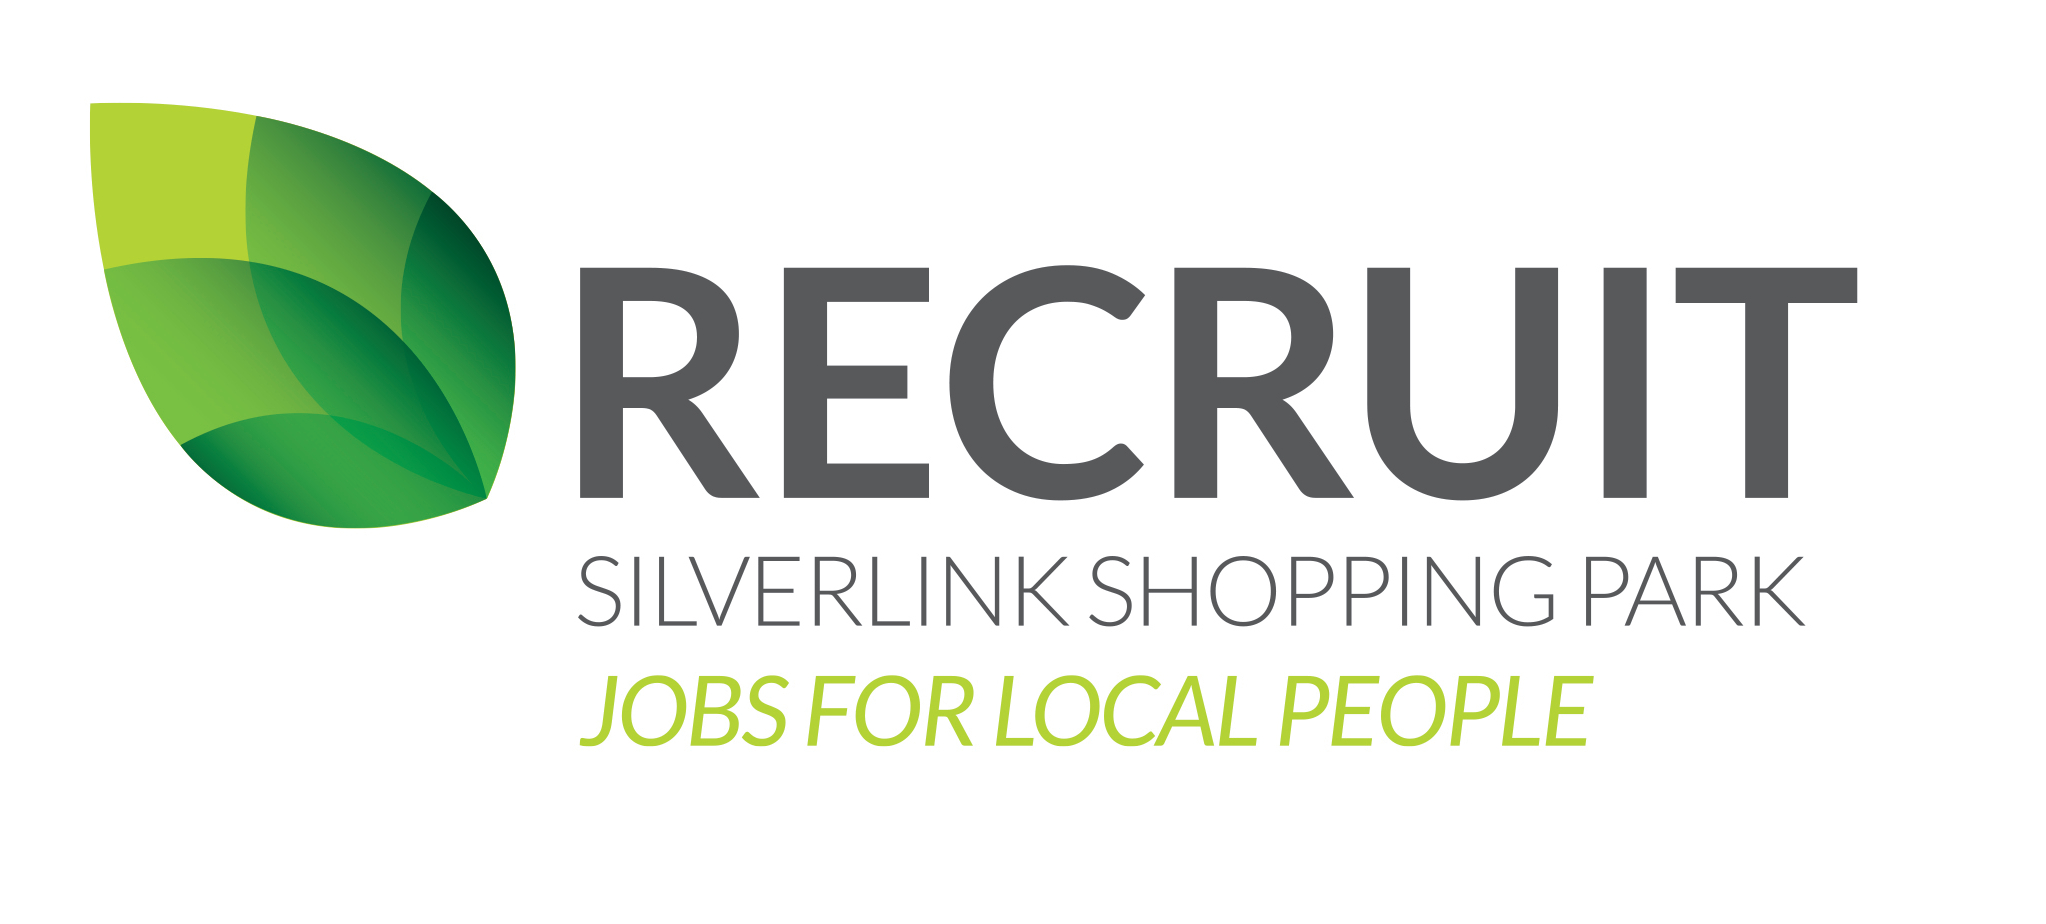 RECRUIT
SILVERLINK SHOPPING PARK
JOBS FOR LOCAL PEOPLE